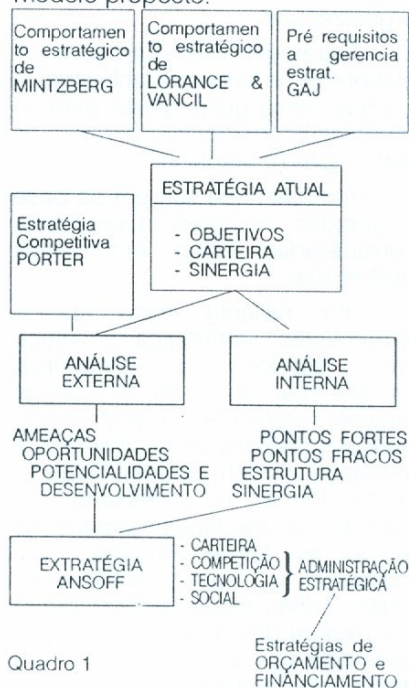 modelo proposto.
Comportamen
to estratégico
de
MINTZBERG
Comportamen
to estratégico
de
LORANCE &
VANCIL
Pré requisitos
a gerencia
estrat.
GAJ
ESTRATÉGIA ATUAL
- OBJETIVOS
- CARTEIRA
- SINERGIA
Estratégia
Competitiva
PORTER
ANÁLISE
EXTERNA
ANÁLISE
INTERNA
AMEAÇAS
OPORTUNIDADES
POTENCIALIDADES E
DESENVOLVIMENTO
PONTOS FORTES
PONTOS FRACOS
ESTRUTURA
SINERGIA
EXTRATÉGIA
ANSOFF
- CARTEIRA
- COMPETIÇÃO
- TECNOLOGIA
- SOCIAL
} ADMINISTRAÇÃO
ESTRATÉGICA
Estratégias de
ORÇAMENTO e
FINANCIAMENTO
Quadro 1